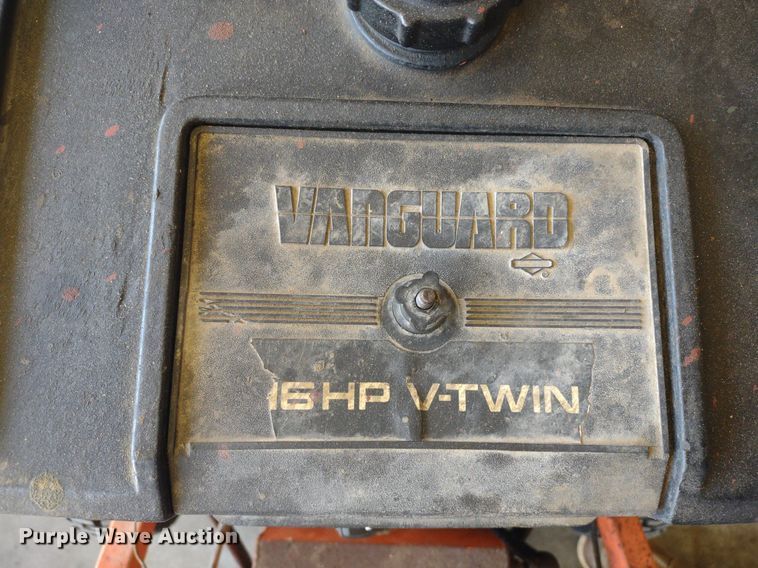 VANGUARD
16HP V-TWIN
Purple Wave Auction